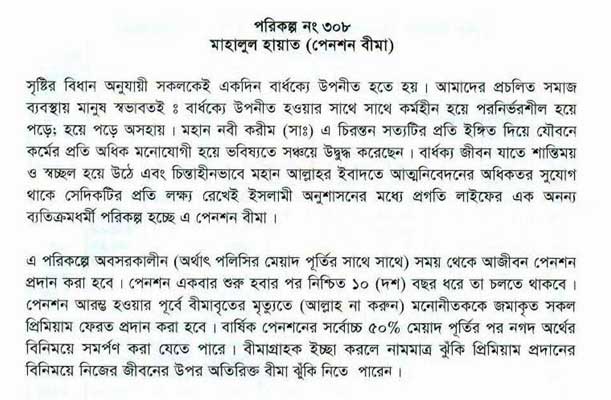 পরিকল্প নং ৩০৮
মাহালুল হায়াত (পেনশন বীমা)
সৃষ্টির বিধান অনুযায়ী সকলকেই একদিন বার্ধক্যে উপনীত হতে হয়। আমাদের প্রচলিত সমাজ
ব্যবস্থায় মানুষ স্বভাবতই ঃ বার্ধক্যে উপনীত হওয়ার সাথে সাথে কর্মহীন হয়ে পরনির্ভরশীল হয়ে
পড়ে; হয়ে পড়ে অসহায়। মহান নবী করীম (সাঃ) এ চিরন্তন সত্যটির প্রতি ইঙ্গিত দিয়ে যৌবনে
কর্মের প্রতি অধিক মনোযোগী হয়ে ভবিষ্যতে সঞ্চয়ে উদ্বুদ্ধ করেছেন। বার্ধক্য জীবন যাতে শান্তিময়
ও স্বচ্ছল হয়ে উঠে এবং চিন্তাহীনভাবে মহান আল্লাহর ইবাদতে আত্মনিবেদনের অধিকতর সুযোগ
থাকে সেদিকটির প্রতি লক্ষ্য রেখেই ইসলামী অনুশাসনের মধ্যে প্রগতি লাইফের এক অনন্য
ব্যতিক্রমধর্মী পরিকল্প হচ্ছে এ পেনশন বীমা।
এ পরিকল্পে অবসরকালীন (অর্থাৎ পলিসির মেয়াদ পূর্তির সাথে সাথে) সময় থেকে আজীবন পেনশন
প্রদান করা হবে। পেনশন একবার শুরু হবার পর নিশ্চিত ১০ (দশ) বছর ধরে তা চলতে থাকবে।
পেনশন আরম্ভ হওয়ার পূর্বে বীমাবৃতের মৃত্যুতে (আল্লাহ না করুন) মনোনীতককে জমাকৃত সকল
প্রিমিয়াম ফেরত প্রদান করা হবে। বার্ষিক পেনশনের সর্বোচ্চ ৫০% মেয়াদ পূর্তির পর নগদ অর্থের
বিনিময়ে সমর্পণ করা যেতে পারে। বীমাগ্রাহক ইচ্ছা করলে নামমাত্র ঝুঁকি প্রিমিয়াম প্রদানের
বিনিময়ে নিজের জীবনের উপর অতিরিক্ত বীমা ঝুঁকি নিতে পারেন।